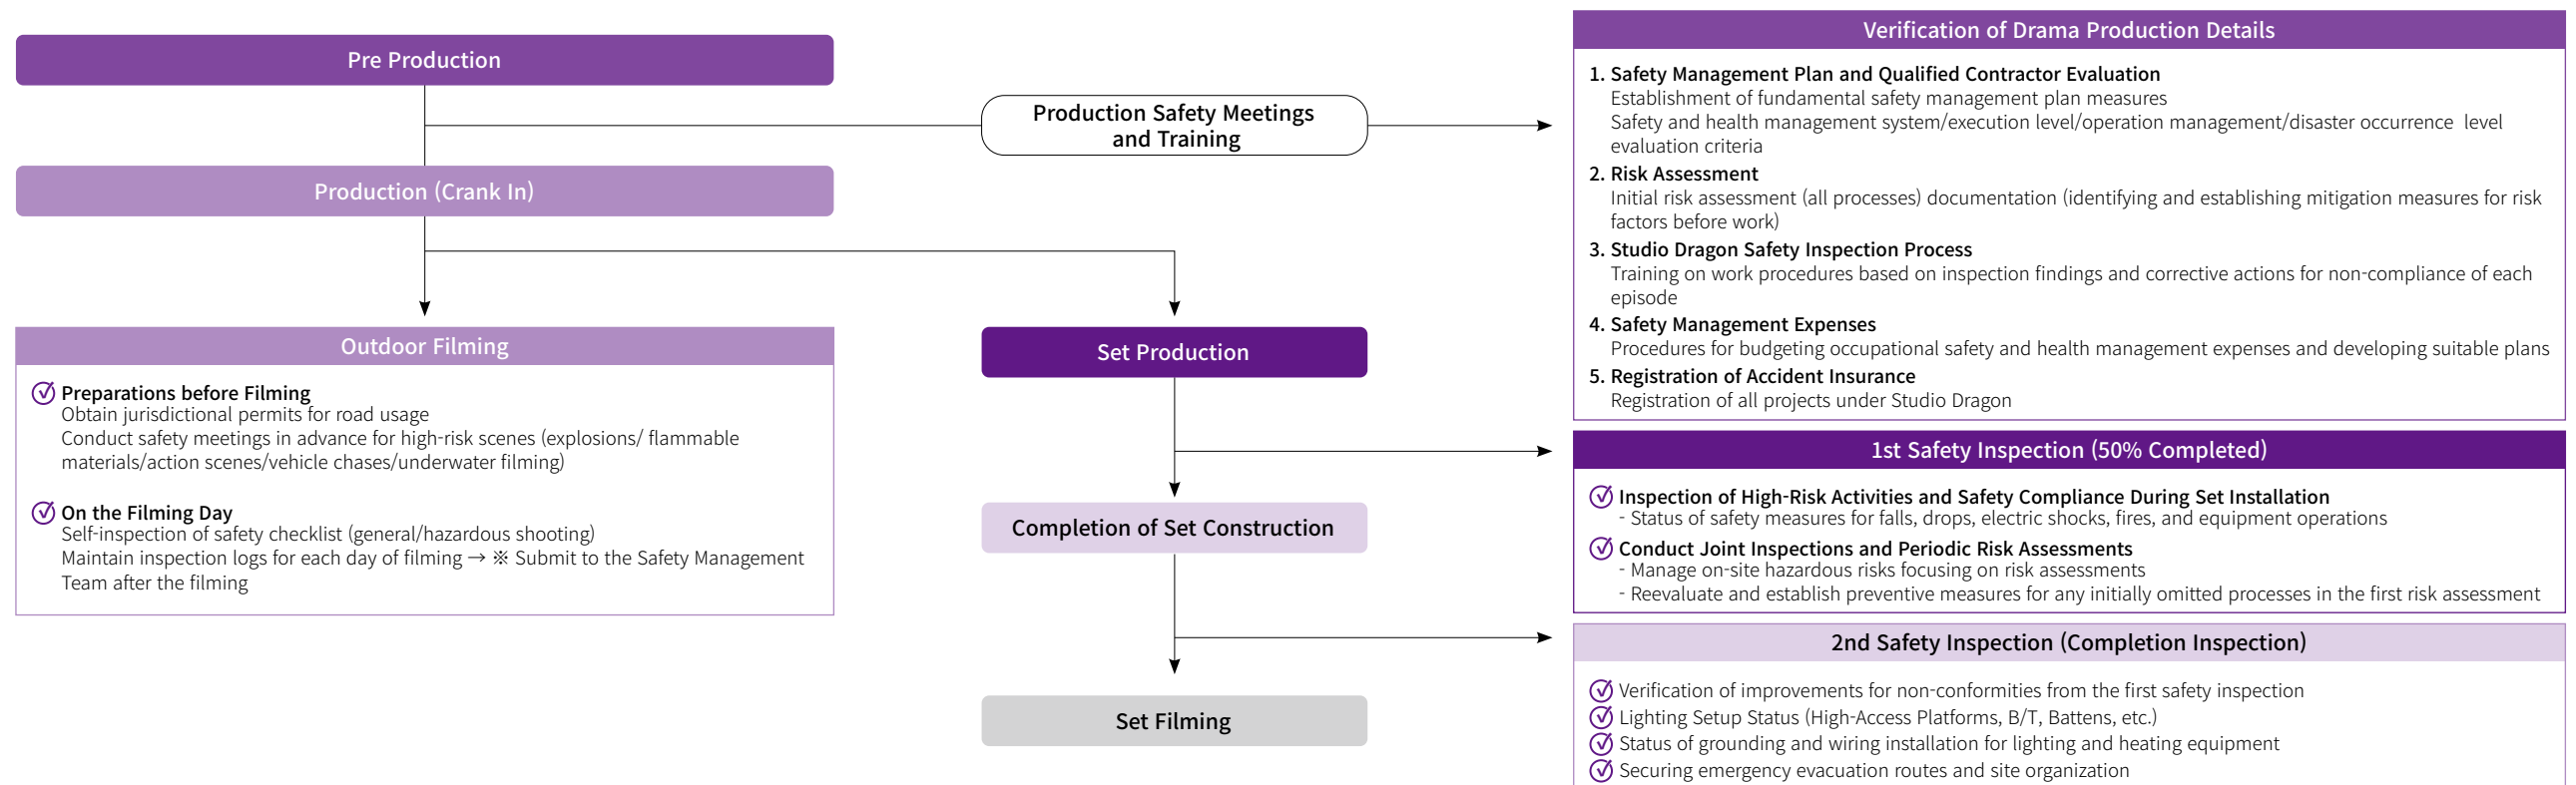 Pre Production
Production Safety Meetings
and Training
Production (Crank In)
Outdoor Filming
Preparations before Filming
Obtain jurisdictional permits for road usage
Conduct safety meetings in advance for high-risk scenes (explosions/ flammable
materials/action scenes/vehicle chases/underwater filming)
On the Filming Day
Self-inspection of safety checklist (general/hazardous shooting)
Maintain inspection logs for each day of filming → ※ Submit to the Safety Management
Team after the filming
Set Production
Completion of Set Construction
Set Filming
Verification of Drama Production Details
1. Safety Management Plan and Qualified Contractor Evaluation
Establishment of fundamental safety management plan measures
Safety and health management system/execution level/operation management/disaster occurrence level
evaluation criteria
2. Risk Assessment
Initial risk assessment (all processes) documentation (identifying and establishing mitigation measures for risk
factors before work)
3. Studio Dragon Safety Inspection Process
Training on work procedures based on inspection findings and corrective actions for non-compliance of each
episode
4. Safety Management Expenses
Procedures for budgeting occupational safety and health management expenses and developing suitable plans
5. Registration of Accident Insurance
Registration of all projects under Studio Dragon
1st Safety Inspection (50% Completed)
Inspection of High-Risk Activities and Safety Compliance During Set Installation
- Status of safety measures for falls, drops, electric shocks, fires, and equipment operations
Conduct Joint Inspections and Periodic Risk Assessments
- Manage on-site hazardous risks focusing on risk assessments
- Reevaluate and establish preventive measures for any initially omitted processes in the first risk assessment
2nd Safety Inspection (Completion Inspection)
Verification of improvements for non-conformities from the first safety inspection
Lighting Setup Status (High-Access Platforms, B/T, Battens, etc.)
Status of grounding and wiring installation for lighting and heating equipment
Securing emergency evacuation routes and site organization